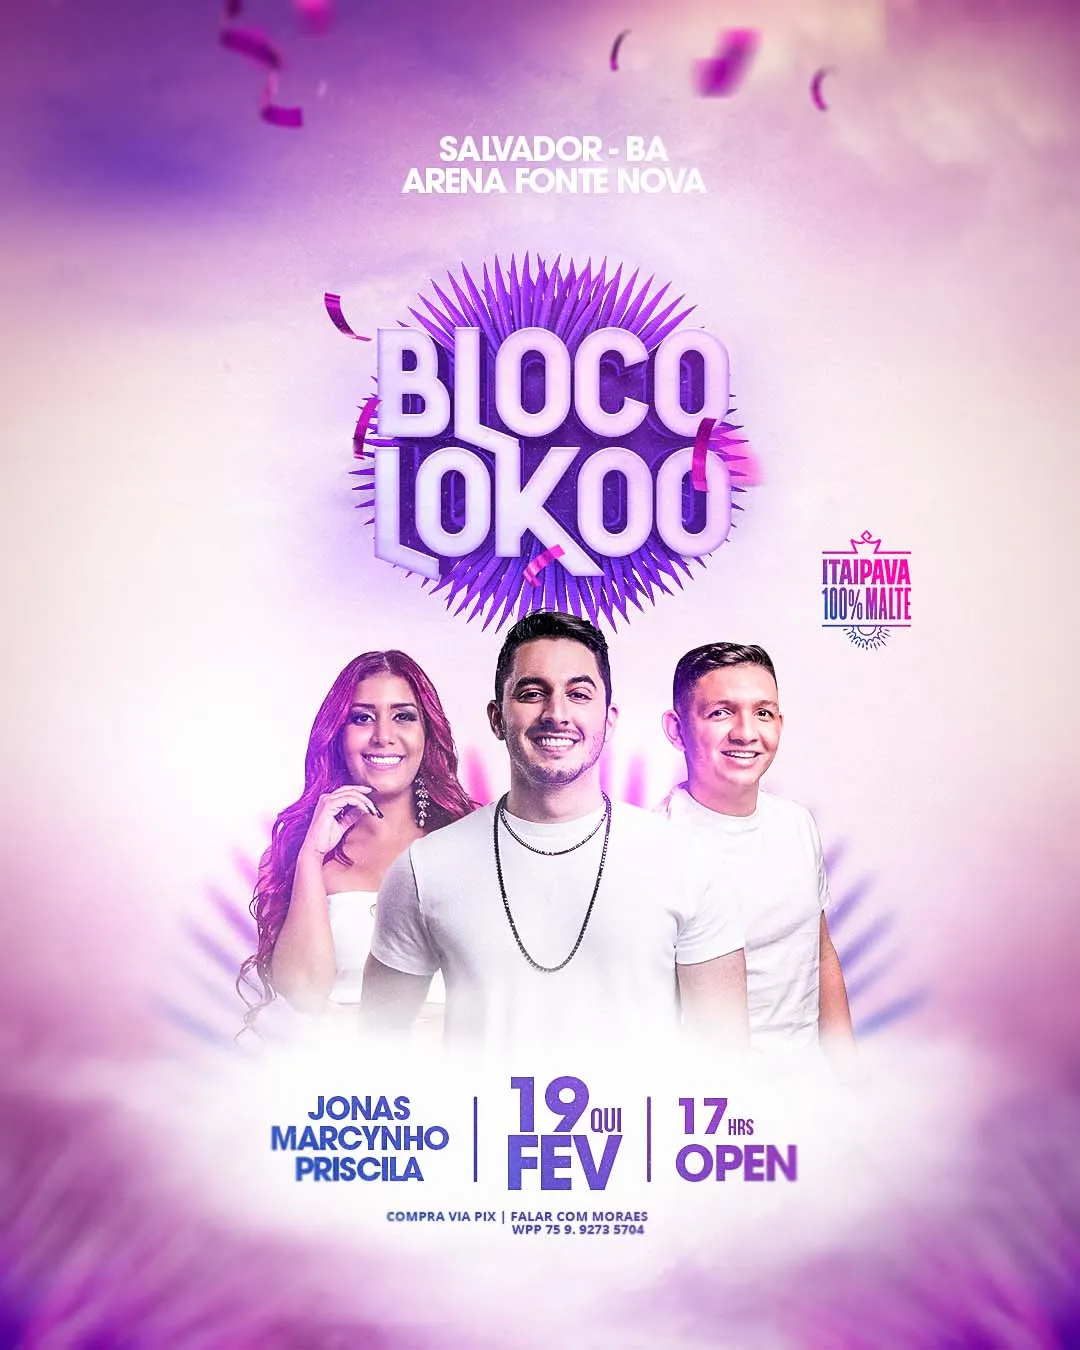 SALVADOR - BA
ARENA FONTE NOVA
BLOCO
LOKOO
ITAIPAVA
100% MALTE
JONAS
MARCYNHO
PRISCILA
19 QUI
FEV
17 HRS
OPEN
COMPRA VIA PIX | FALAR COM MORAES
WPP 75 9. 9273 5704